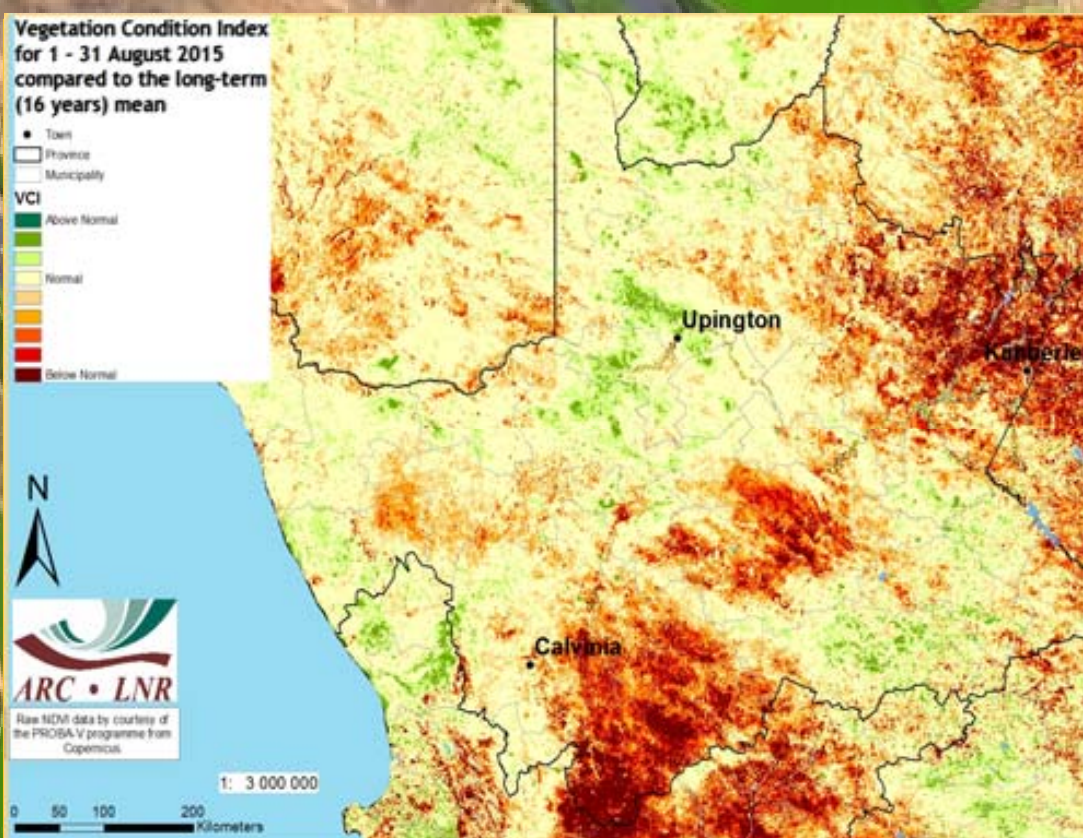 Vegetation Condition Index
for 1 - 31 August 2015
compared to the long-term
(16 years) mean
Town
Province
Municipality
VCI
Above Normal
Normal
Below Normal
Upington
Kimberle
Calvinia
N
ARC • LNR
Raw NDVI data by courtesy of
the PROBA-V programme from
Copernicus
1: 3 000 000
0 50 100 200
Kilometers